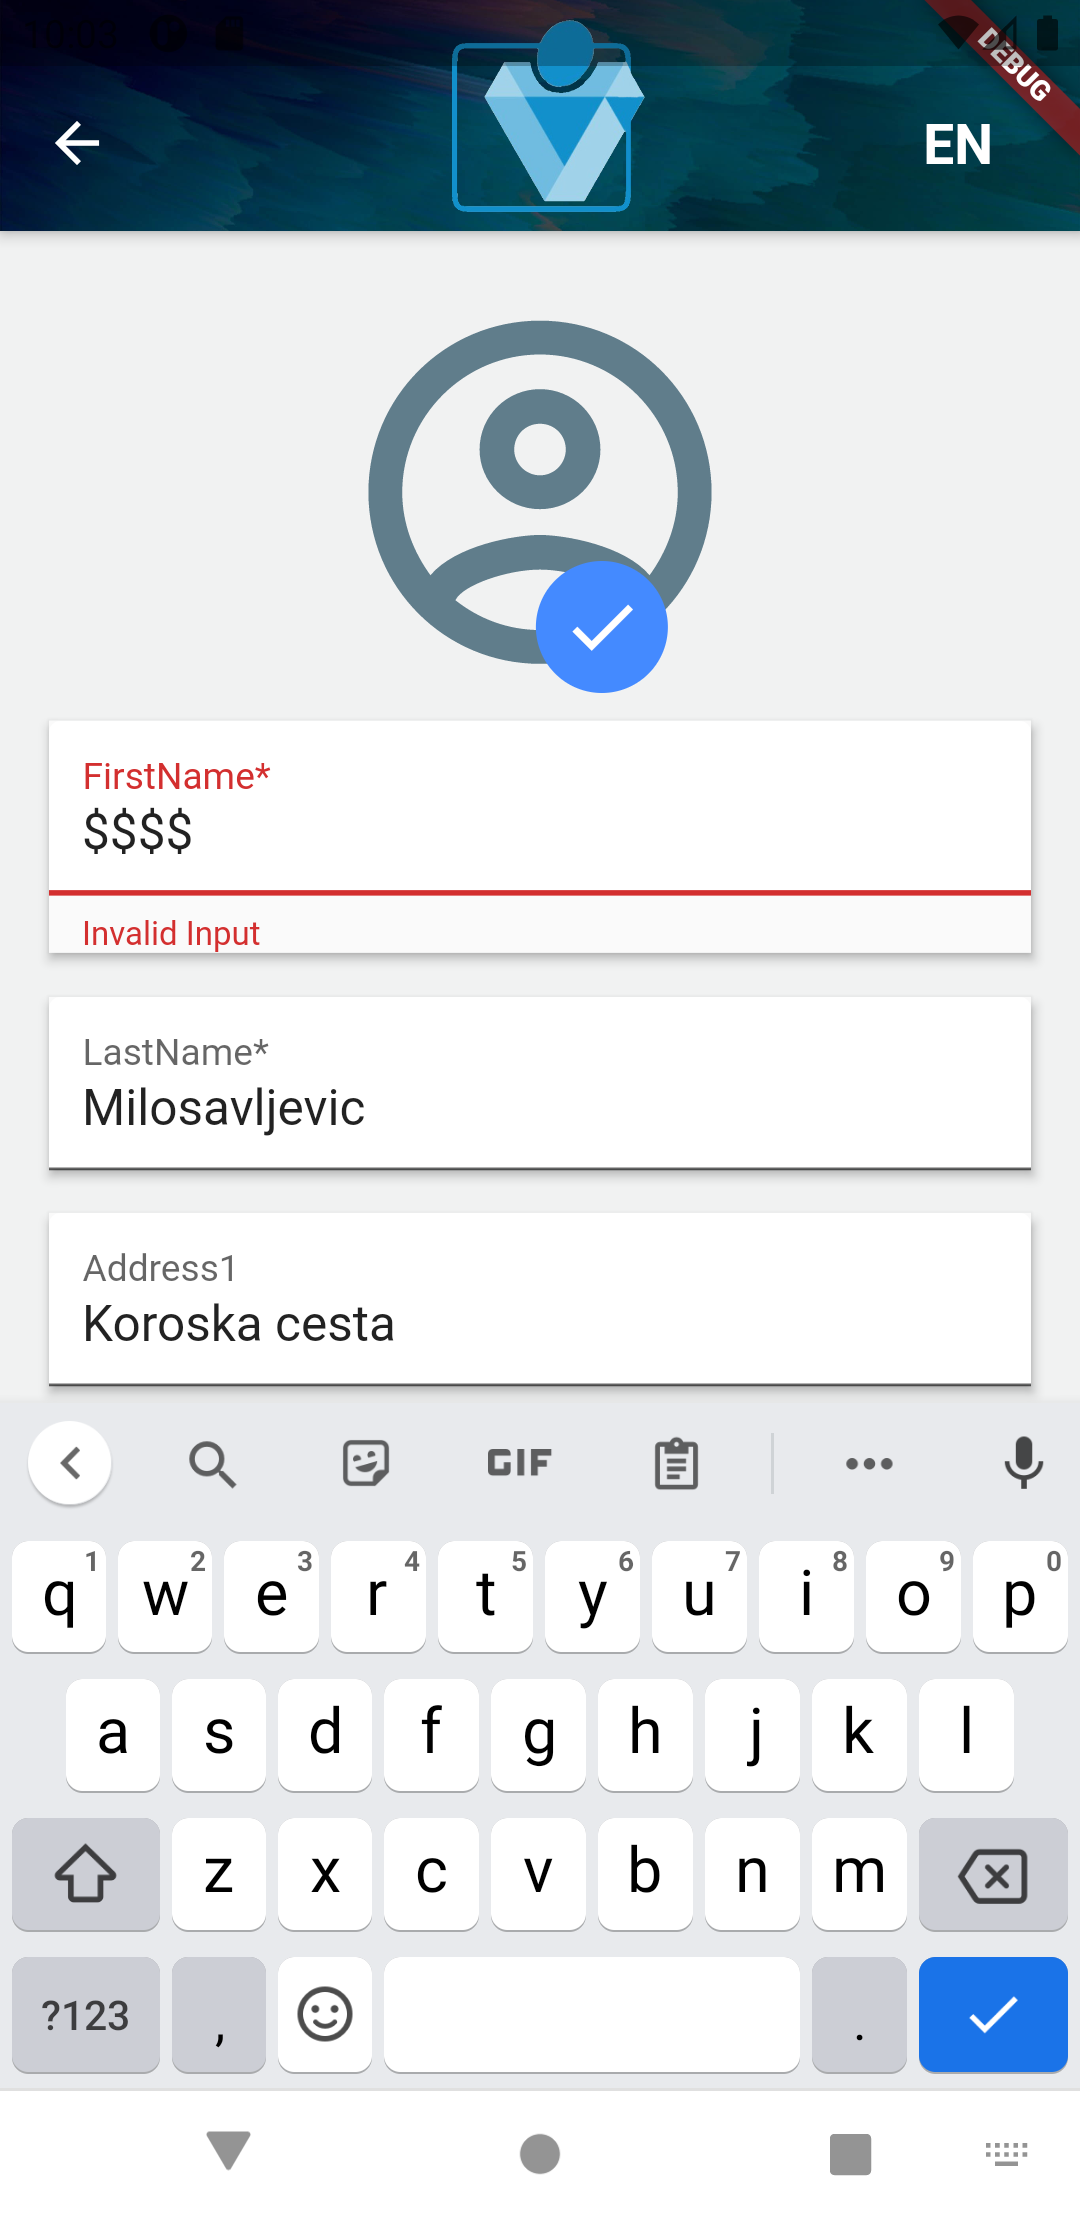 10:03
DEBUG
EN
FirstName*
$$$$
Invalid Input
LastName*
Milosavljevic
Address1
Koroska cesta
GIF
q 1 w 2 e 3 r 4 t 5 y 6 u 7 i 8 o 9 p 0
a s d f g h j k l
z x c v b n m
?123 , .